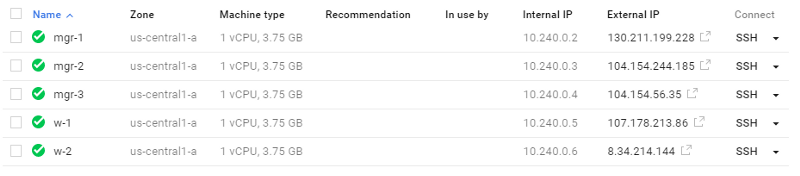 Name Zone Machine type Recommendation In use by Internal IP External IP Connect
mgr-1 us-central1-a 1 vCPU, 3.75 GB 10.240.0.2 130.211.199.228 SSH
mgr-2 us-central1-a 1 vCPU, 3.75 GB 10.240.0.3 104.154.244.185 SSH
mgr-3 us-central1-a 1 vCPU, 3.75 GB 10.240.0.4 104.154.56.35 SSH
w-1 us-central1-a 1 vCPU, 3.75 GB 10.240.0.5 107.178.213.86 SSH
w-2 us-central1-a 1 vCPU, 3.75 GB 10.240.0.6 8.34.214.144 SSH